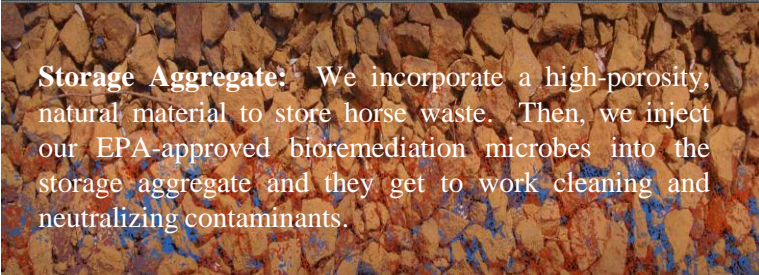 Storage Aggregate: We incorporate a high-porosity,
natural material to store horse waste. Then, we inject
our EPA-approved bioremediation microbes into the
storage aggregate and they get to work cleaning and
neutralizing contaminants.